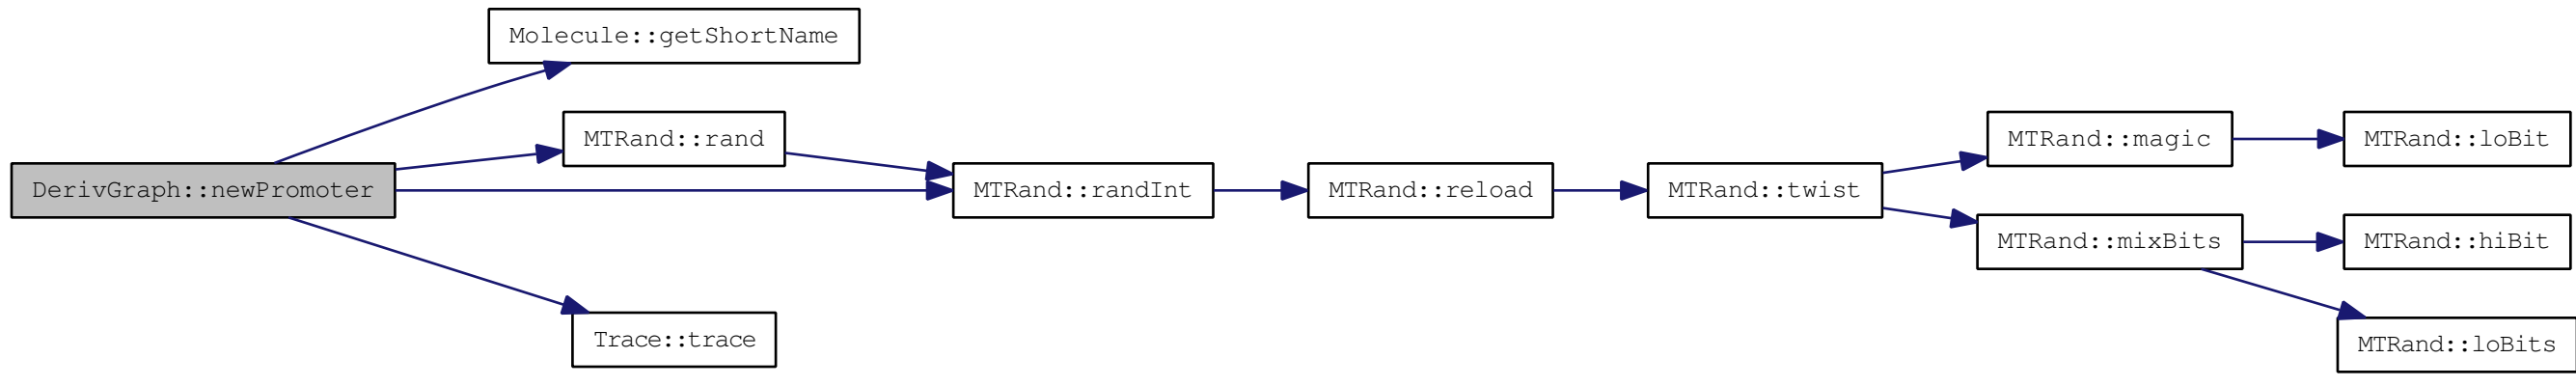 Molecule::getShortName
MTRand::rand
MTRand::magic
MTRand::loBit
DerivGraph::newPromoter
MTRand::randInt
MTRand::reload
MTRand::twist
MTRand::mixBits
MTRand::hiBit
Trace::trace
MTRand::loBits